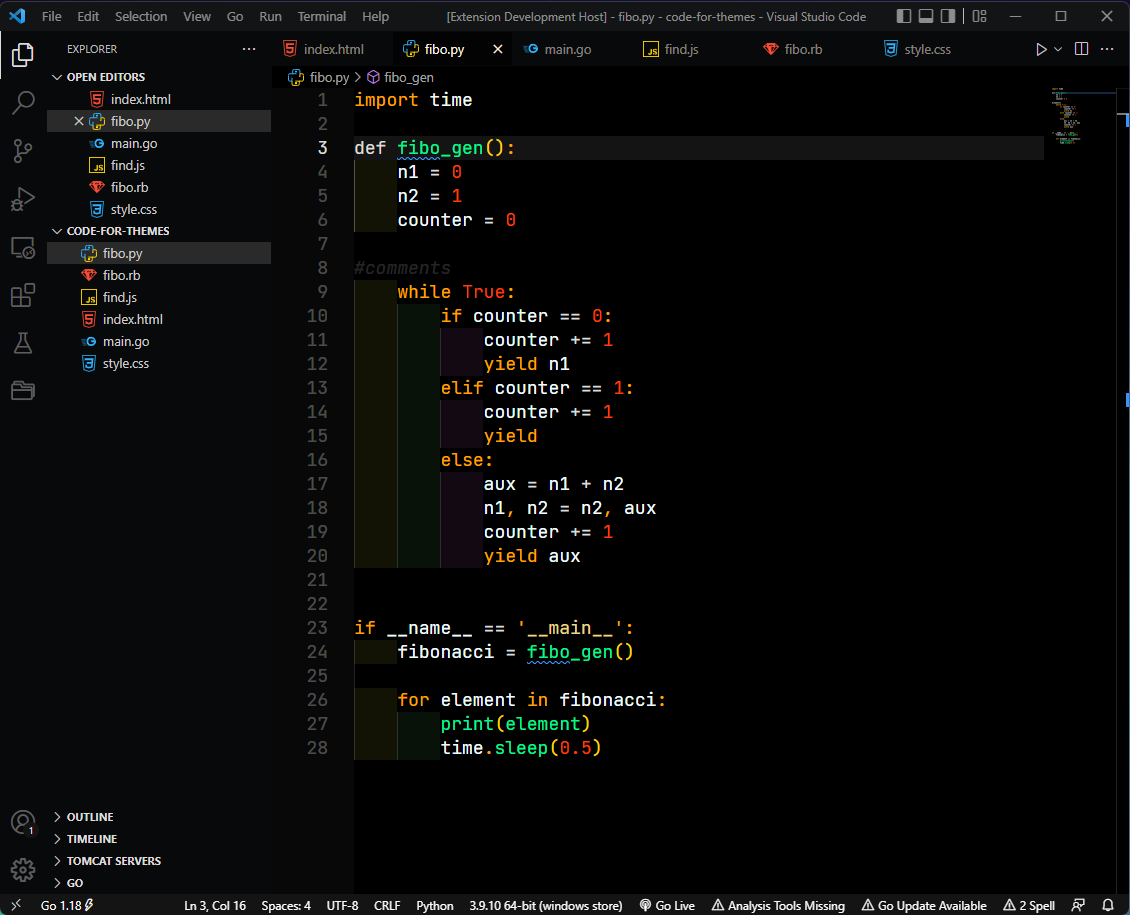 File Edit Selection View Go Run Terminal Help [Extension Development Host] - fibo.py - code-for-themes - Visual Studio Code
EXPLORER ···
index.html fibo.py main.go find.js fibo.rb style.css
OPEN EDITORS
index.html
fibo.py
main.go
find.js
fibo.rb
style.css
CODE-FOR-THEMES
fibo.py
fibo.rb
find.js
index.html
main.go
style.css
OUTLINE
TIMELINE
TOMCAT SERVERS
GO
1
fibo.py > fibo_gen
1 import time
2
3 def fibo_gen():
4 n1 = 0
5 n2 = 1
6 counter = 0
7
8 #comments
9 while True:
10 if counter == 0:
11 counter += 1
12 yield n1
13 elif counter == 1:
14 counter += 1
15 yield
16 else:
17 aux = n1 + n2
18 n1, n2 = n2, aux
19 counter += 1
20 yield aux
21
22
23 if __name__ == '__main__':
24 fibonacci = fibo_gen()
25
26 for element in fibonacci:
27 print(element)
28 time.sleep(0.5)
Go 1.18 Ln 3, Col 16 Spaces: 4 UTF-8 CRLF Python 3.9.10 64-bit (windows store) Go Live Analysis Tools Missing Go Update Available 2 Spell